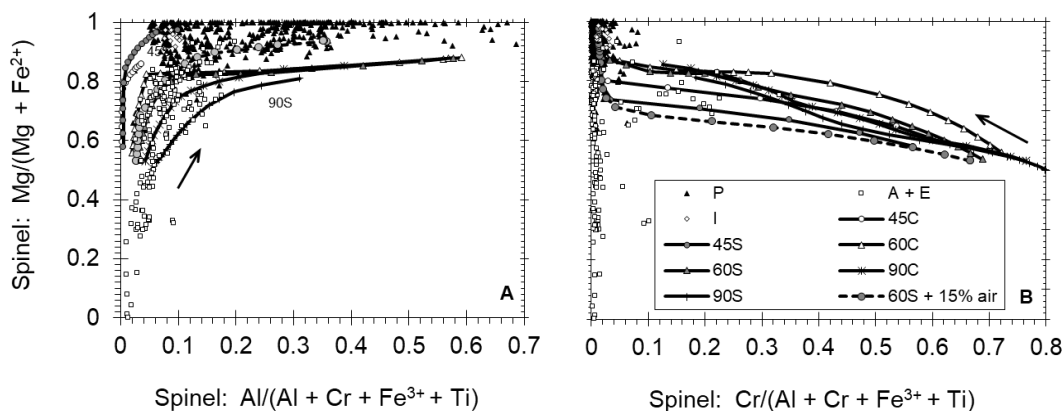 1
0.8
0.6
0.4
0.2
0
Spinel: Mg/(Mg + Fe²⁺)
45
90S
A
0 0.1 0.2 0.3 0.4 0.5 0.6 0.7
Spinel: Al/(Al + Cr + Fe³⁺ + Ti)
P A + E
I 45C
45S 60C
60S 90C
90S 60S + 15% air
B
0 0.1 0.2 0.3 0.4 0.5 0.6 0.7 0.8
Spinel: Cr/(Al + Cr + Fe³⁺ + Ti)